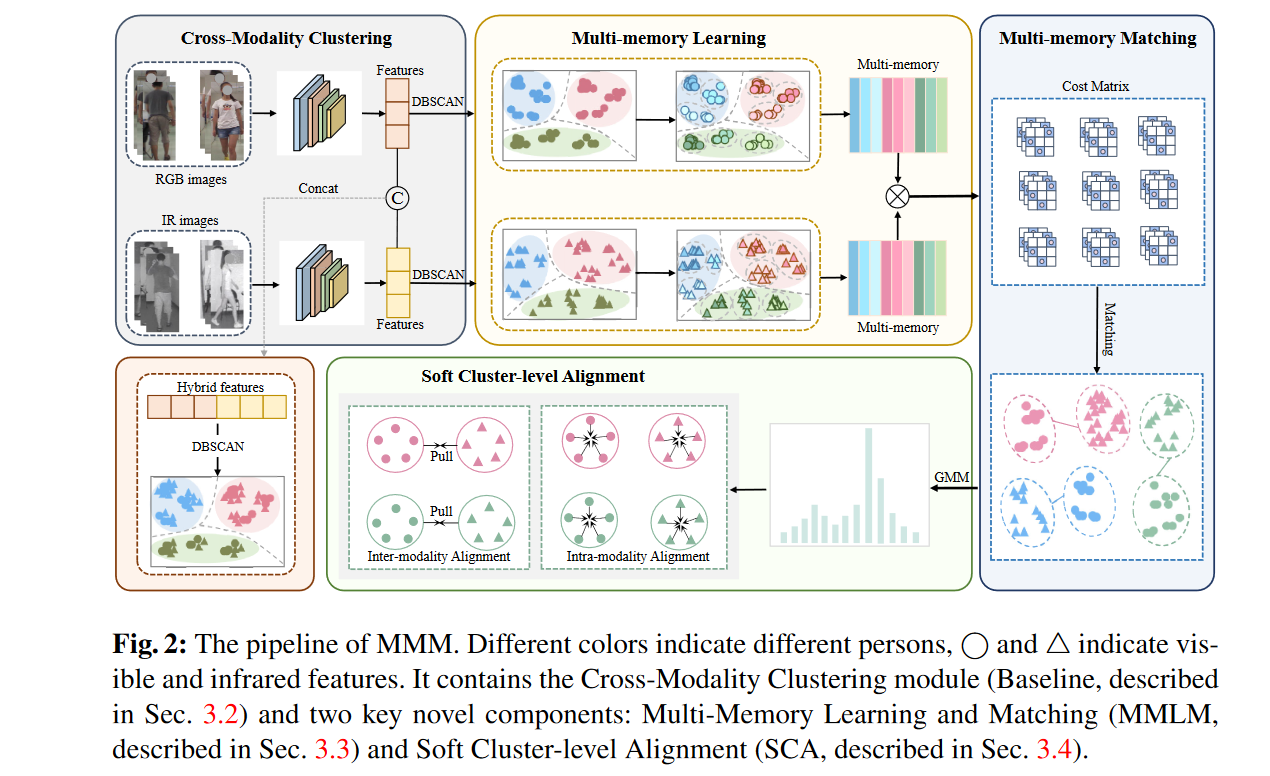 Cross-Modality Clustering
Features
DBSCAN
RGB images
Concat
C
IR images
DBSCAN
Features
Multi-memory Learning
Multi-memory
Multi-memory
Multi-memory Matching
Cost Matrix
Matching
Hybrid features
DBSCAN
Soft Cluster-level Alignment
Pull
Pull
Inter-modality Alignment
Intra-modality Alignment
GMM
Fig. 2: The pipeline of MMM. Different colors indicate different persons, ◯ and △ indicate vis-
ible and infrared features. It contains the Cross-Modality Clustering module (Baseline, described
in Sec. 3.2) and two key novel components: Multi-Memory Learning and Matching (MMLM,
described in Sec. 3.3) and Soft Cluster-level Alignment (SCA, described in Sec. 3.4).